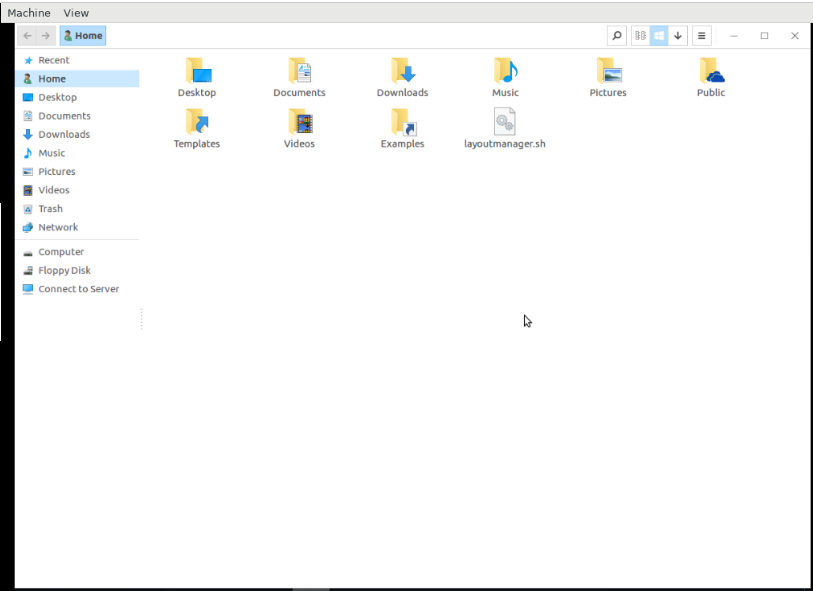 Machine View
Home
Recent
Home
Desktop
Documents
Downloads
Music
Pictures
Videos
Trash
Network
Computer
Floppy Disk
Connect to Server
Desktop Documents Downloads Music Pictures Public
Templates Videos Examples layoutmanager.sh